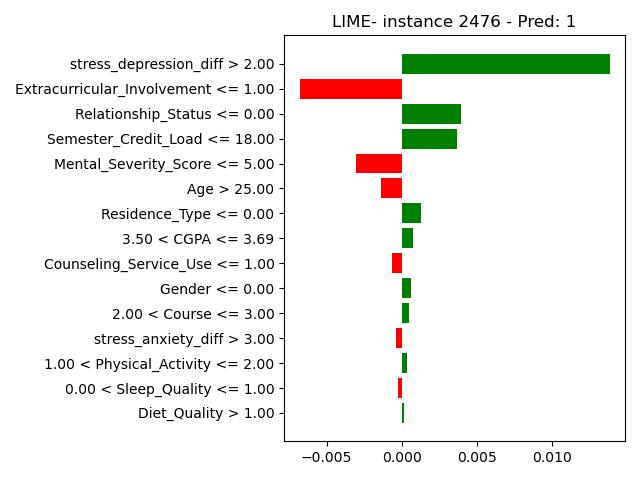 LIME- instance 2476 - Pred: 1
stress_depression_diff > 2.00
Extracurricular_Involvement <= 1.00
Relationship_Status <= 0.00
Semester_Credit_Load <= 18.00
Mental_Severity_Score <= 5.00
Age > 25.00
Residence_Type <= 0.00
3.50 < CGPA <= 3.69
Counseling_Service_Use <= 1.00
Gender <= 0.00
2.00 < Course <= 3.00
stress_anxiety_diff > 3.00
1.00 < Physical_Activity <= 2.00
0.00 < Sleep_Quality <= 1.00
Diet_Quality > 1.00
−0.005 0.000 0.005 0.010